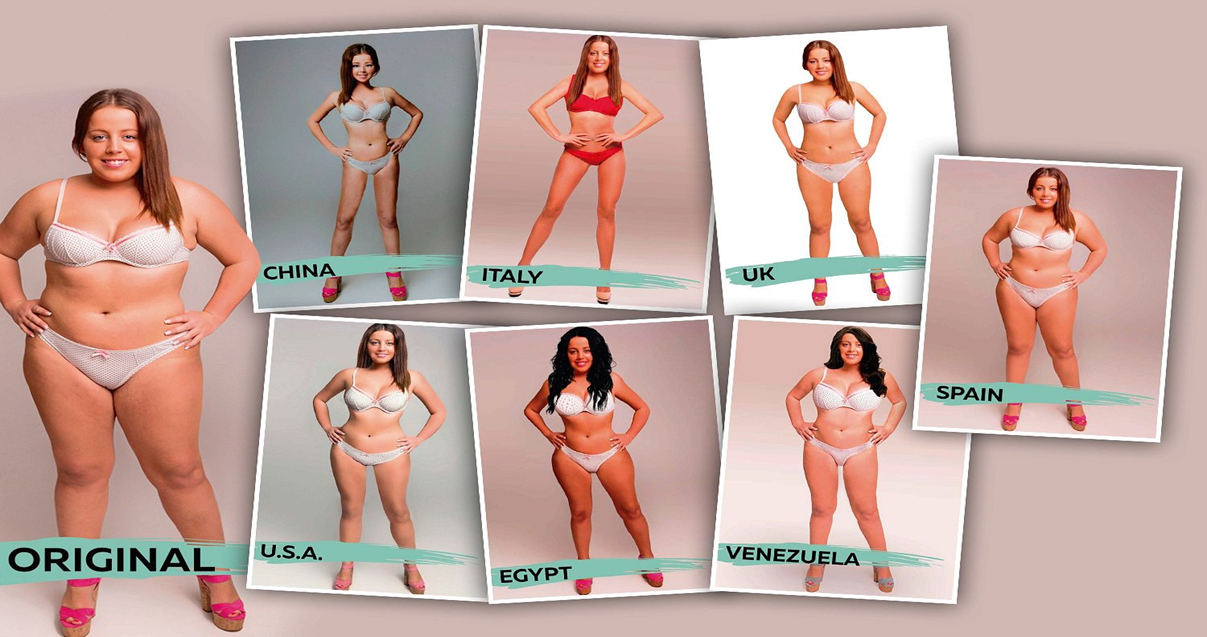 ORIGINAL
CHINA
ITALY
UK
SPAIN
U.S.A.
EGYPT
VENEZUELA